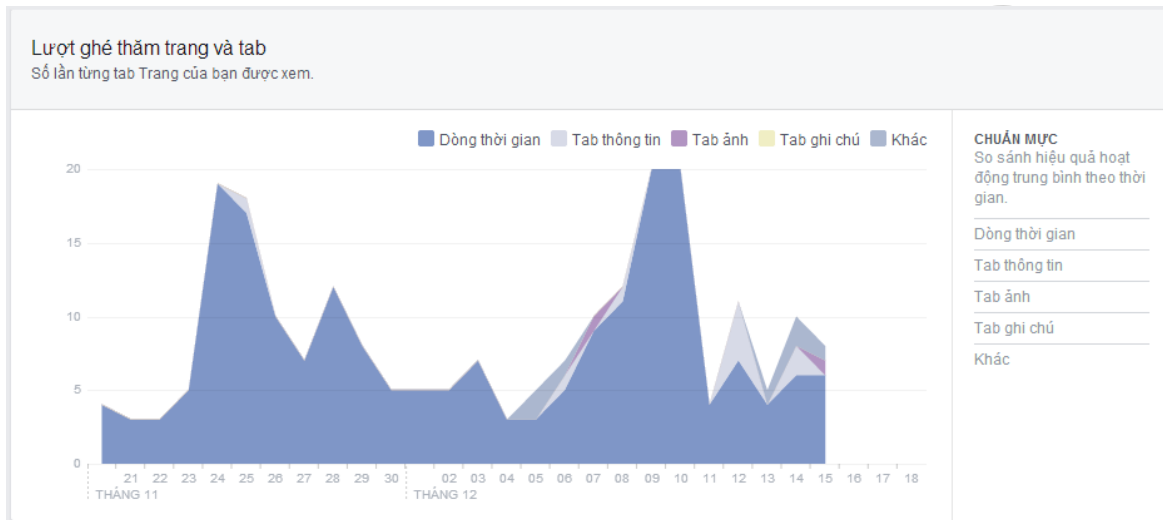 Lượt ghé thăm trang và tab
Số lần từng tab Trang của bạn được xem.
Dòng thời gian Tab thông tin Tab ảnh Tab ghi chú Khác
20
15
10
5
0
21 22 23 24 25 26 27 28 29 30 02 03 04 05 06 07 08 09 10 11 12 13 14 15 16 17 18
THÁNG 11 THÁNG 12
CHUẨN MỰC
So sánh hiệu quả hoạt
động trung bình theo thời
gian.
Dòng thời gian
Tab thông tin
Tab ảnh
Tab ghi chú
Khác